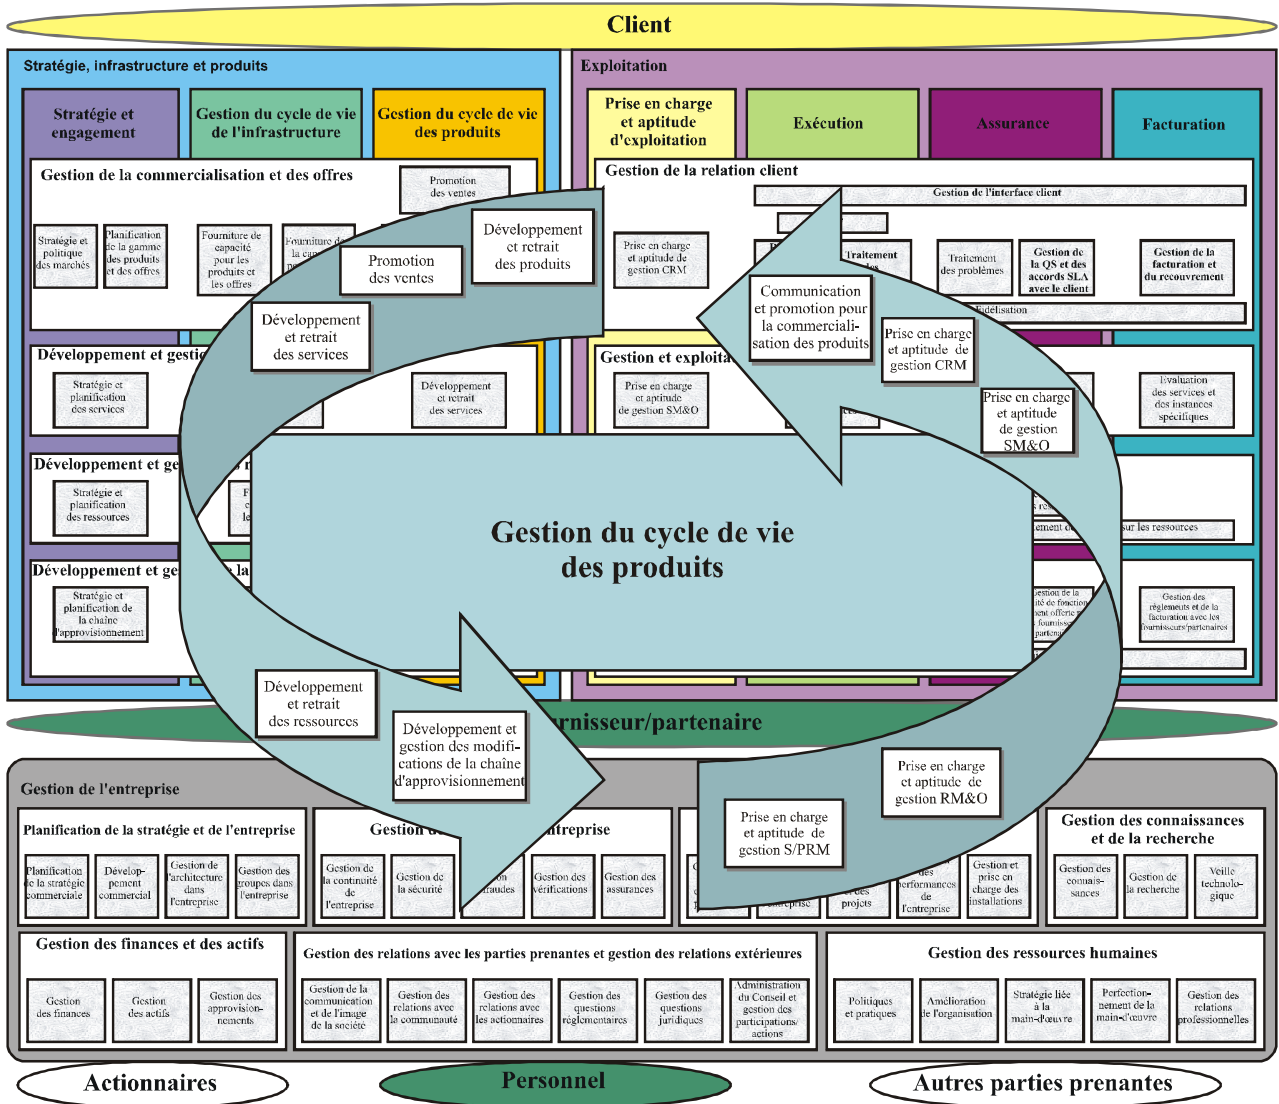 Client
Stratégie, infrastructure et produits
Exploitation
Stratégie et
engagement
Gestion du cycle de vie
de l'infrastructure
Gestion du cycle de vie
des produits
Prise en charge
et aptitude
d'exploitation
Exécution
Assurance
Facturation
Gestion de la commercialisation et des offres
Promotion
des ventes
Stratégie et
politique
des marchés
Planification
de la gamme
des produits
et des offres
Fourniture de
capacité
pour les
produits et
les offres
Fourniture de
Gestion de la relation client
Gestion de l'interface client
Prise en charge
et aptitude de
gestion CRM
Traitement
Traitement
des problèmes
Gestion de
la QS et des
accords SLA
avec le client
Gestion de la
facturation et
du recouvrement
Fidélisation
Développement
et retrait
des produits
Promotion
des ventes
Développement
et retrait
des services
Communication
et promotion pour
la commerciali-
sation des produits
Prise en charge
et aptitude de
gestion CRM
Prise en charge
et aptitude
de gestion
SM&O
Développement et gestio
Stratégie et
planification
des services
Développement
et retrait
des services
Gestion et exploita
Prise en charge
et aptitude
de gestion SM&O
Evaluation
des services et
des instances
spécifiques
Développement et ge
Stratégie et
planification
des ressources
sur les ressources
Gestion du cycle de vie
des produits
Développement et ges
Stratégie et
planification de
la chaîne
d'approvisionnement
Gestion des
règlements et de la
facturation avec les
fournisseurs/partenaires
Développement
et retrait
des ressources
Développement et
gestion des modifi-
cations de la chaîne
d'approvisionnement
urnisseur/partenaire
Prise en charge
et aptitude de
gestion RM&O
Prise en charge
et aptitude de
gestion S/PRM
Gestion de l'entreprise
Planification de la stratégie et de l'entreprise
Planification
de la stratégie
commerciale
Dévelop-
pement
commercial
Gestion de
l'architecture
dans
l'entreprise
Gestion des
groupes dans
l'entreprise
Gestion de
la continuité
de
l'entreprise
Gestion
de la
sécurité
Gestion des
vérifications
Gestion des
assurances
performances
de
l'entreprise
Gestion et
prise en
charge des
installations
Gestion des connaissances
et de la recherche
Gestion des
connais-
sances
Gestion de
la recherche
Veille
technolo-
gique
Gestion des finances et des actifs
Gestion
des finances
Gestion
des actifs
Gestion des
approvision-
nements
Gestion des relations avec les parties prenantes et gestion des relations extérieures
Gestion de la
communication
et de l'image
de la société
Gestion des
relations avec
la communauté
Gestion des
relations avec
les actionnaires
Gestion des
questions
réglementaires
Gestion des
questions
juridiques
Administration
du Conseil et
gestion des
participations/
actions
Gestion des ressources humaines
Politiques
et pratiques
Amélioration
de l'organisation
Stratégie liée
à la
main-d'œuvre
Perfection-
nement de la
main-d'œuvre
Gestion des
relations
professionnelles
Actionnaires
Personnel
Autres parties prenantes